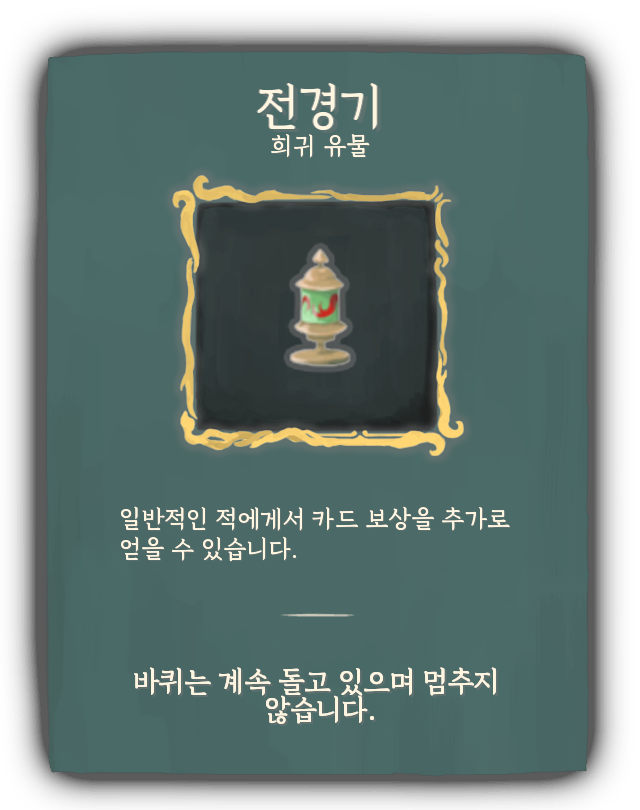 전경기
희귀 유물
일반적인 적에게서 카드 보상을 추가로
얻을 수 있습니다.
바퀴는 계속 돌고 있으며 멈추지
않습니다.